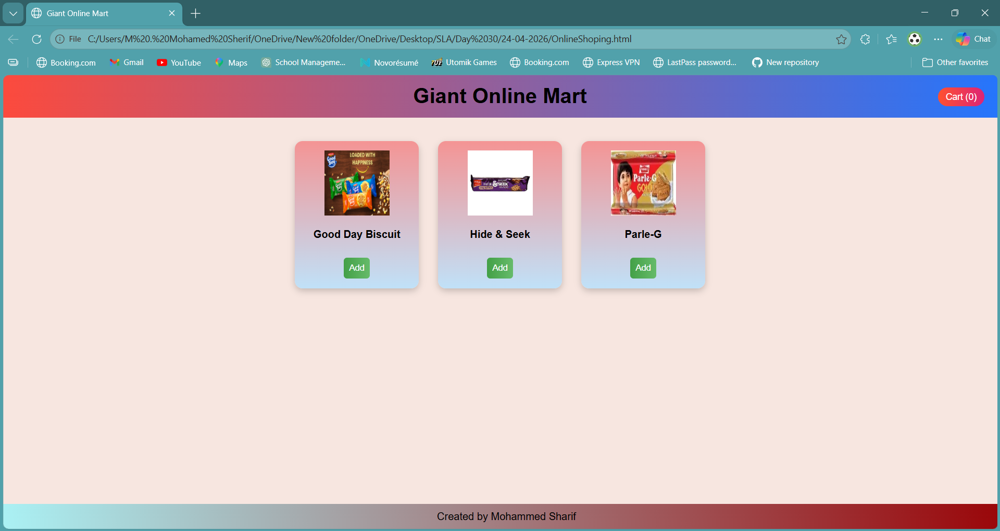 Giant Online Mart
File C:/Users/M%20.%20Mohamed%20Sherif/OneDrive/New%20folder/OneDrive/Desktop/SLA/Day%2030/24-04-2026/OnlineShoping.html
Chat
Booking.com Gmail YouTube Maps School Manageme... Novorésumé Utomik Games Booking.com Express VPN LastPass password... New repository Other favorites
Giant Online Mart
Cart (0)
Good Day
LOADED WITH
HAPPINESS
HIDE & SEEK
Parle-G
GOLD
Good Day Biscuit
Hide & Seek
Parle-G
Add
Add
Add
Created by Mohammed Sharif